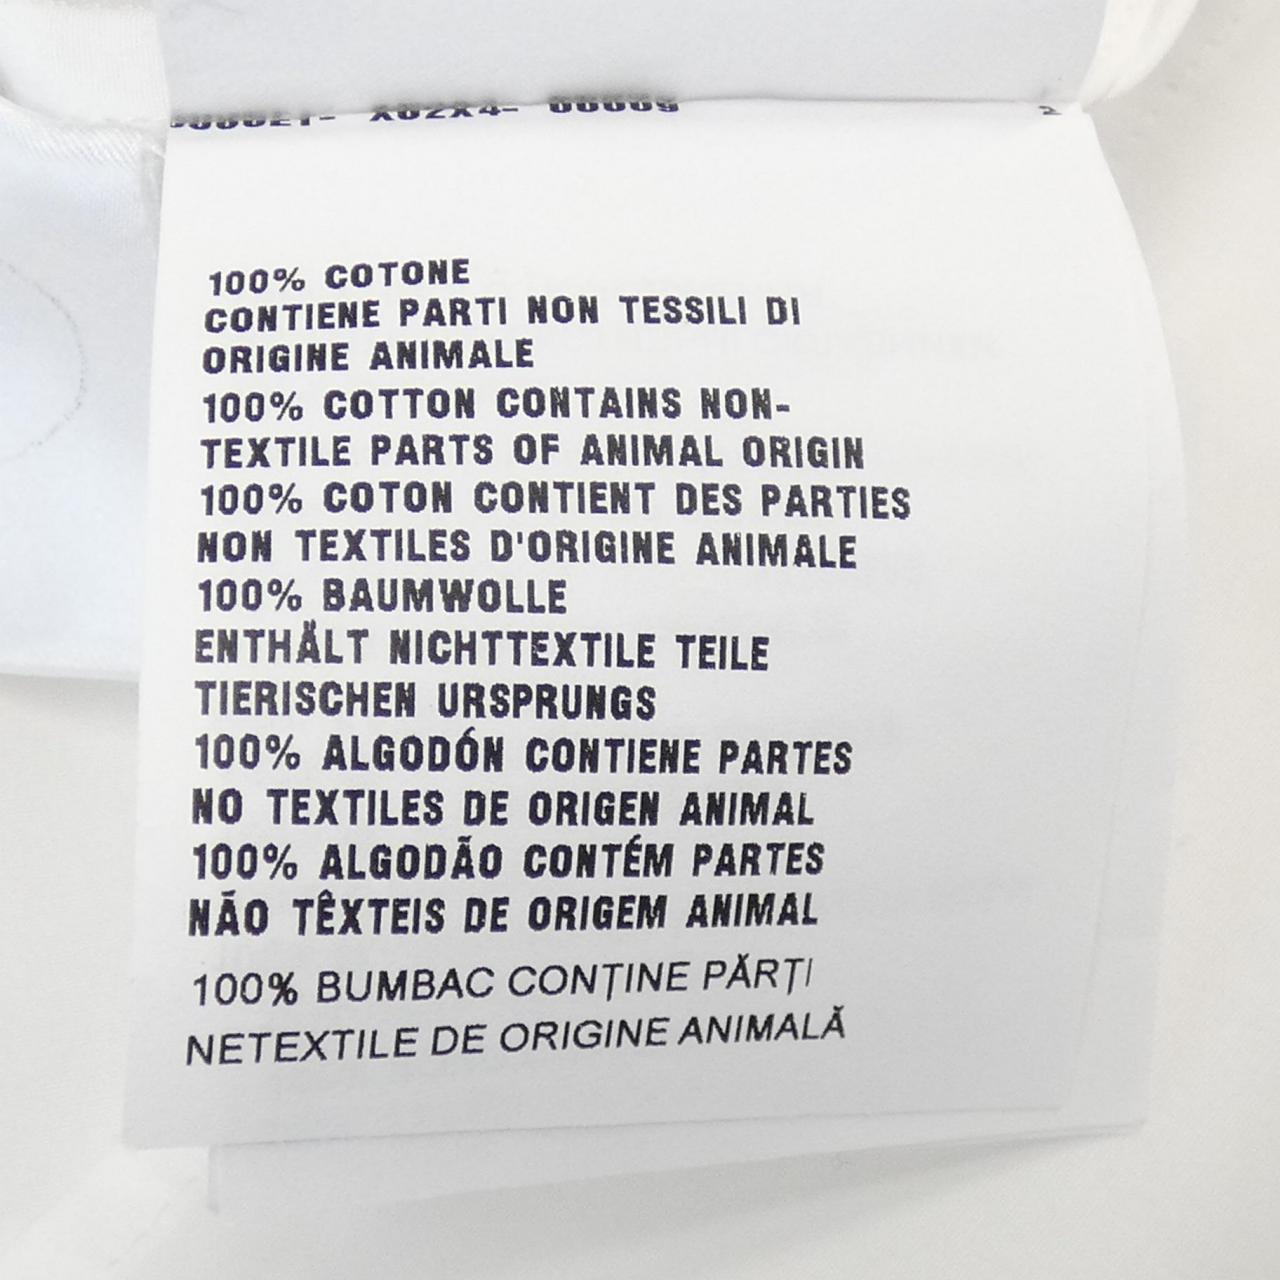 100% COTONE
CONTIENE PARTI NON TESSILI DI
ORIGINE ANIMALE
100% COTTON CONTAINS NON-
TEXTILE PARTS OF ANIMAL ORIGIN
100% COTON CONTIENT DES PARTIES
NON TEXTILES D'ORIGINE ANIMALE
100% BAUMWOLLE
ENTHÄLT NICHTTEXTILE TEILE
TIERISCHEN URSPRUNGS
100% ALGODÓN CONTIENE PARTES
NO TEXTILES DE ORIGEN ANIMAL
100% ALGODÃO CONTÉM PARTES
NÃO TÊXTEIS DE ORIGEM ANIMAL
100% BUMBAC CONȚINE PĂRȚI
NETEXTILE DE ORIGINE ANIMALĂ